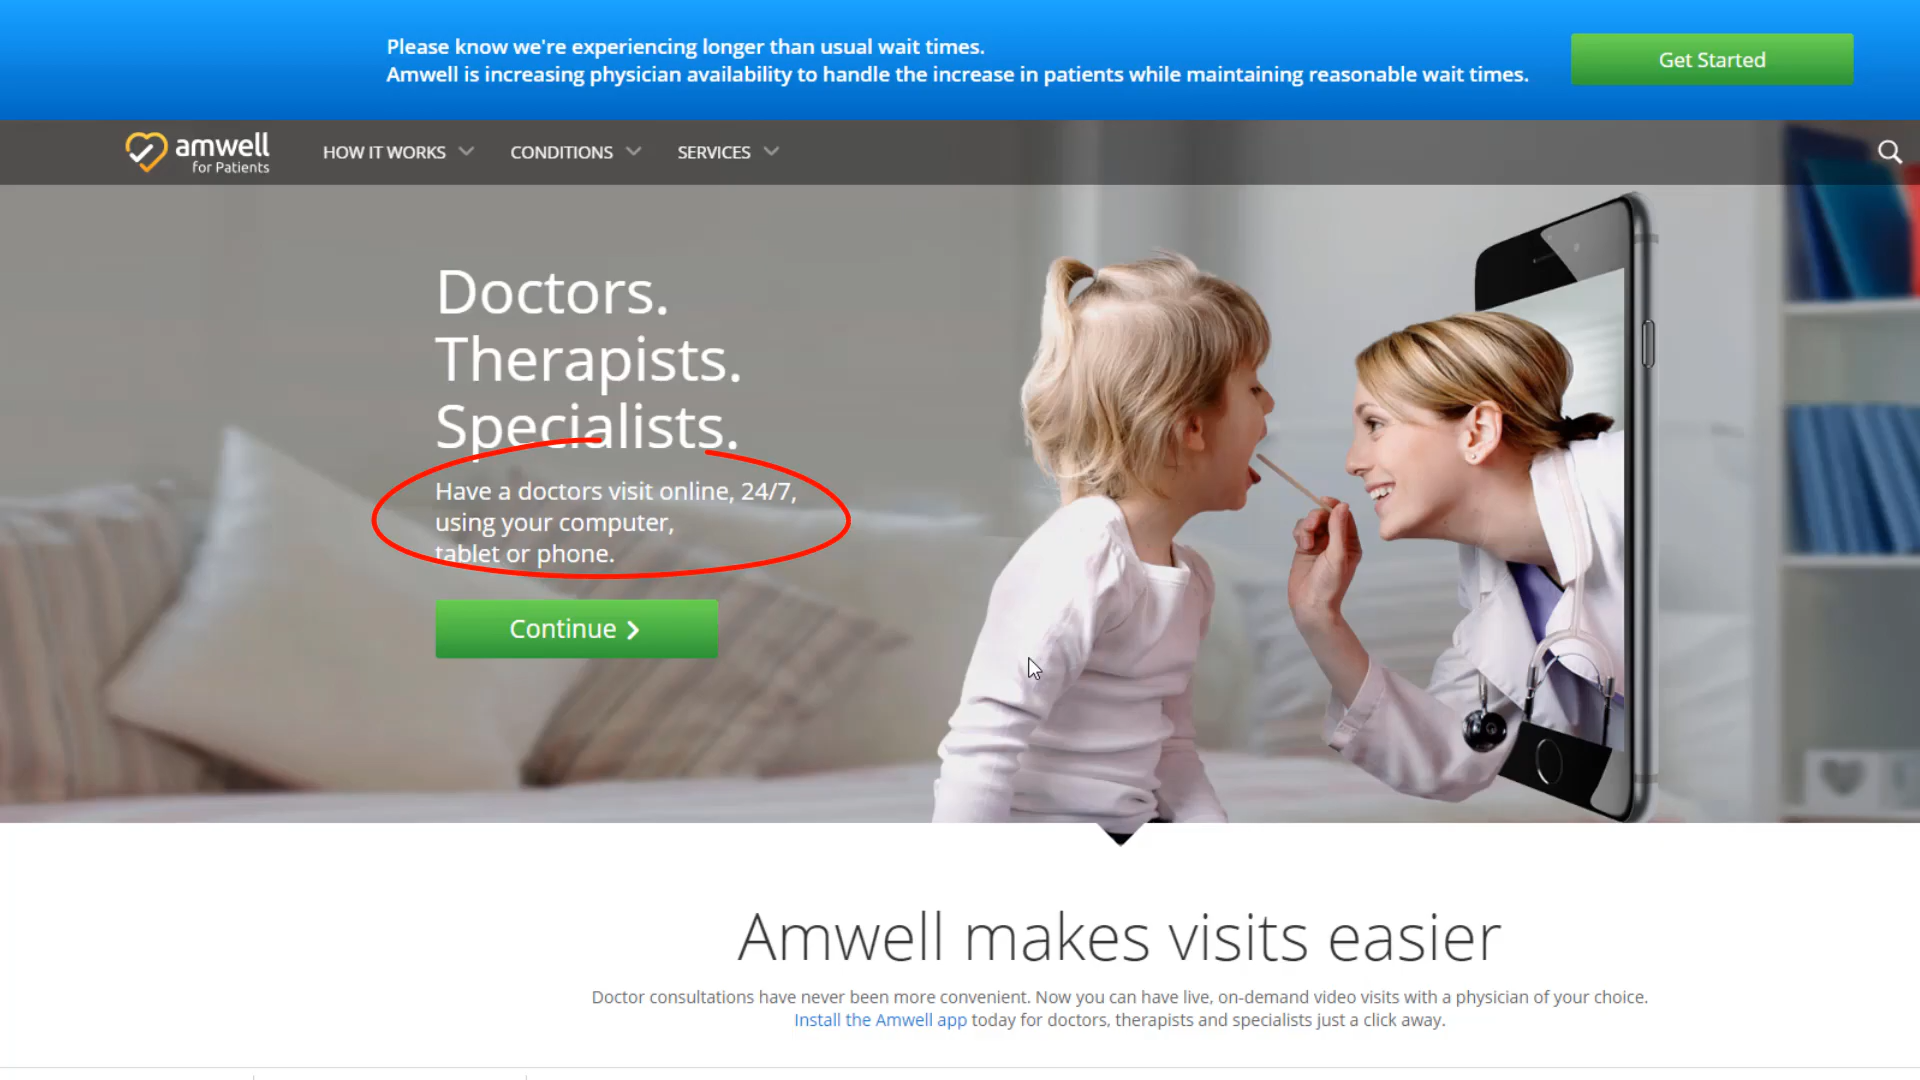 Please know we're experiencing longer than usual wait times.
Amwell is increasing physician availability to handle the increase in patients while maintaining reasonable wait times.
Get Started
amwell
for Patients
HOW IT WORKS
CONDITIONS
SERVICES
Doctors.
Therapists.
Specialists.
Have a doctors visit online, 24/7,
using your computer,
tablet or phone.
Continue
Amwell makes visits easier
Doctor consultations have never been more convenient. Now you can have live, on-demand video visits with a physician of your choice.
Install the Amwell app today for doctors, therapists and specialists just a click away.